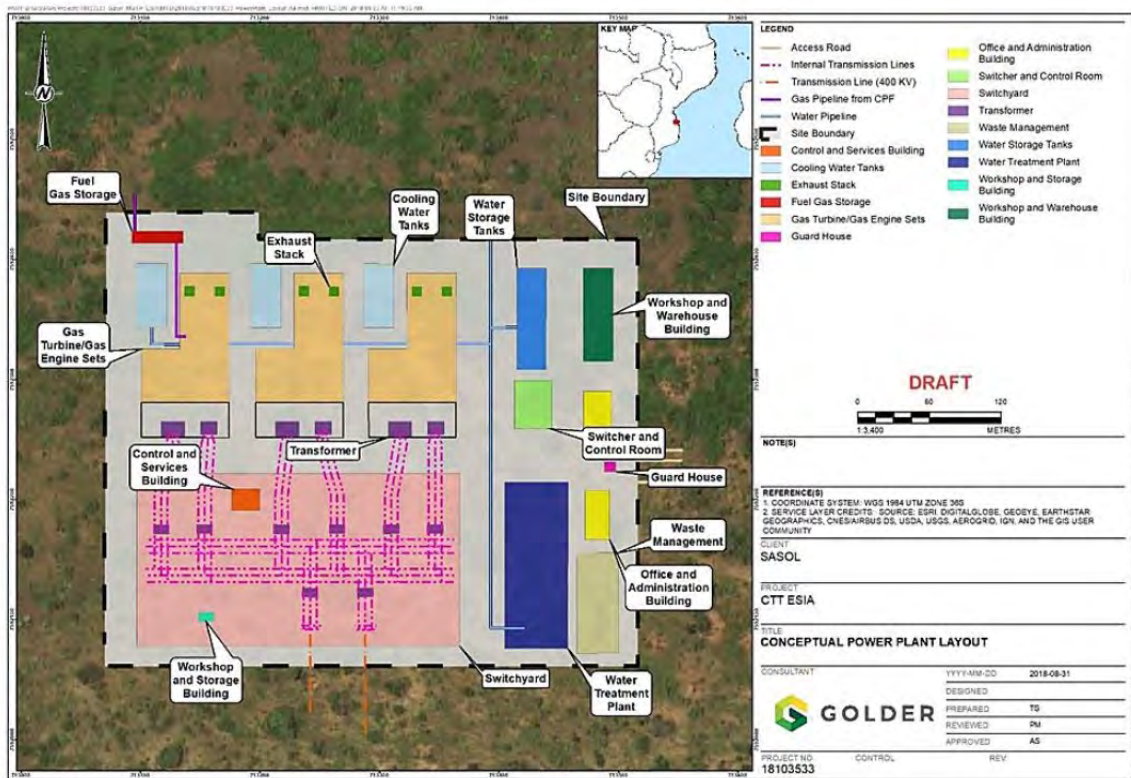 KEY MAP
N
Fuel
Gas Storage
Cooling
Water
Tanks
Water
Storage
Tanks
Site Boundary
Exhaust
Stack
Workshop and
Warehouse
Building
Gas
Turbine/Gas
Engine Sets
Switcher and
Control Room
Transformer
Control and
Services
Building
Guard House
Waste
Management
Office and
Administration
Building
Workshop
and Storage
Building
Switchyard
Water
Treatment
Plant
LEGEND
Access Road
Internal Transmission Lines
Transmission Line (400 KV)
Gas Pipeline from CPF
Water Pipeline
Site Boundary
Control and Services Building
Cooling Water Tanks
Exhaust Stack
Fuel Gas Storage
Gas Turbine/Gas Engine Sets
Guard House
Office and Administration
Building
Switcher and Control Room
Switchyard
Transformer
Waste Management
Water Storage Tanks
Water Treatment Plant
Workshop and Storage
Building
Workshop and Warehouse
Building
DRAFT
0 60 120
1:3,400 METRES
NOTE(S)
REFERENCE(S)
1. COORDINATE SYSTEM: WGS 1984 UTM ZONE 36S
2. SERVICE LAYER CREDITS: SOURCE: ESRI, DIGITALGLOBE, GEOEYE, EARTHSTAR
GEOGRAPHICS, CNES/AIRBUS DS, USDA, USGS, AEROGRID, IGN, AND THE GIS USER
COMMUNITY
CLIENT
SASOL
PROJECT
CTT ESIA
TITLE
CONCEPTUAL POWER PLANT LAYOUT
CONSULTANT
GOLDER
YYYY-MM-DD 2018-08-31
DESIGNED
PREPARED TG
REVIEWED PM
APPROVED AS
PROJECT NO. CONTROL REV
18103533